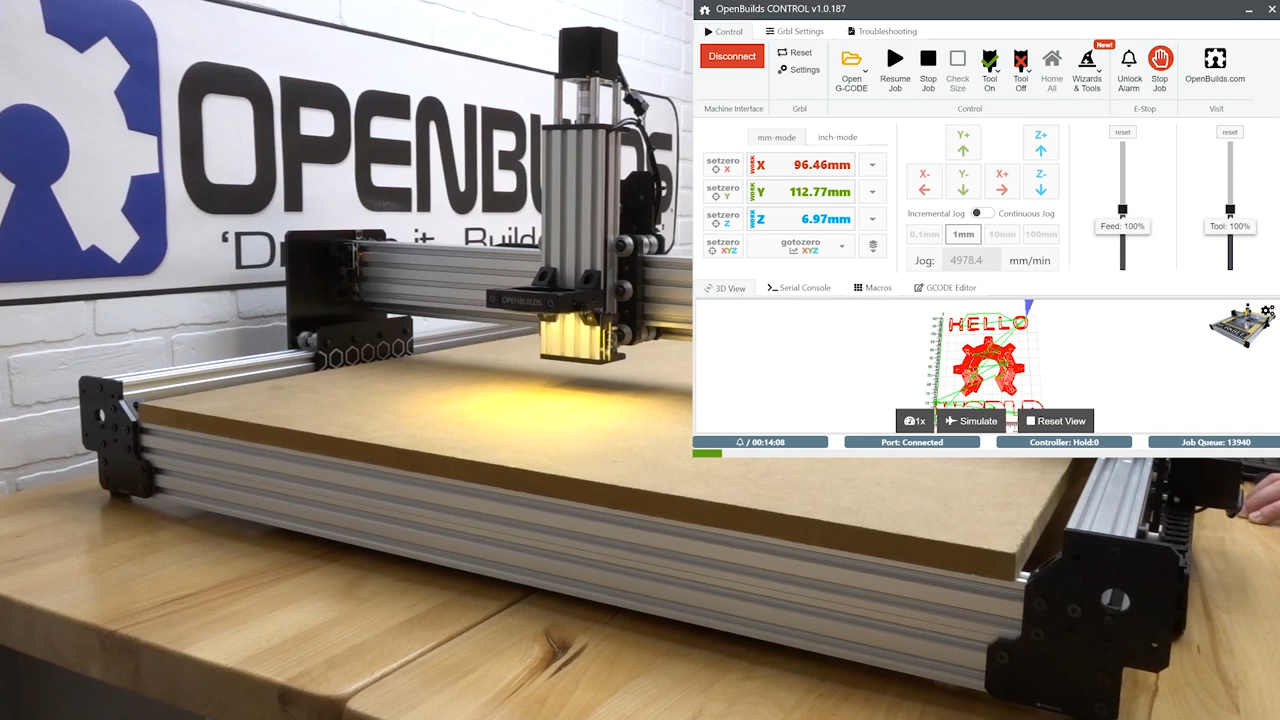 OpenBuilds CONTROL v1.0.187
Control
Grbl Settings
Troubleshooting
Disconnect
Reset
Settings
Open G-CODE
Resume Job
Stop Job
Check Size
Tool On
Tool Off
Home All
New!
Wizards & Tools
Unlock Alarm
Stop Job
OpenBuilds.com
Machine Interface
Grbl
Control
E-Stop
Visit
mm-mode
inch-mode
setzero X
WORK X 96.46mm
setzero Y
WORK Y 112.77mm
setzero Z
WORK Z 6.97mm
setzero XYZ
gotozero XYZ
Y+
Z+
X-
Y-
X+
Z-
Incremental Jog
Continuous Jog
0.1mm
1mm
10mm
100mm
Jog: 4978.4 mm/min
reset
Feed: 100%
reset
Tool: 100%
3D View
Serial Console
Macros
GCODE Editor
HELLO
WORLD
1x
Simulate
Reset View
/ 00:14:08
Port: Connected
Controller: Hold:0
Job Queue: 13940
OPENBUILDS
OPENBUILDS